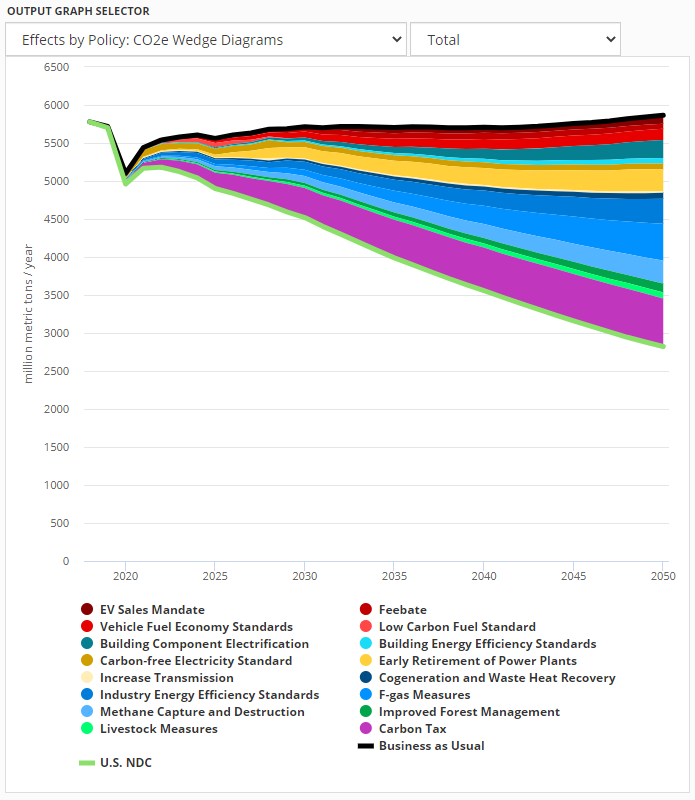 OUTPUT GRAPH SELECTOR
Effects by Policy: CO2e Wedge Diagrams
Total
6500
6000
5500
5000
4500
4000
3500
3000
2500
2000
1500
1000
500
0
million metric tons / year
2020 2025 2030 2035 2040 2045 2050
EV Sales Mandate Feebate
Vehicle Fuel Economy Standards Low Carbon Fuel Standard
Building Component Electrification Building Energy Efficiency Standards
Carbon-free Electricity Standard Early Retirement of Power Plants
Increase Transmission Cogeneration and Waste Heat Recovery
Industry Energy Efficiency Standards F-gas Measures
Methane Capture and Destruction Improved Forest Management
Livestock Measures Carbon Tax
Business as Usual
U.S. NDC